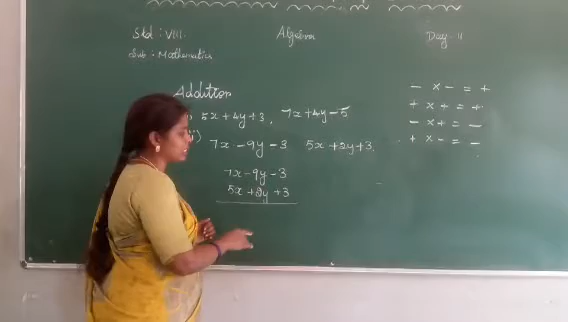 Std : VIII
Algebra
Day - 11
Sub : Mathematics
Addition
) 5x + 4y + 3 , 7x + 4y - 5
ii) 7x - 9y - 3 5x + 2y + 3
7x - 9y - 3
5x + 2y + 3
- × - = +
+ × + = +
- × + = -
+ × - = -